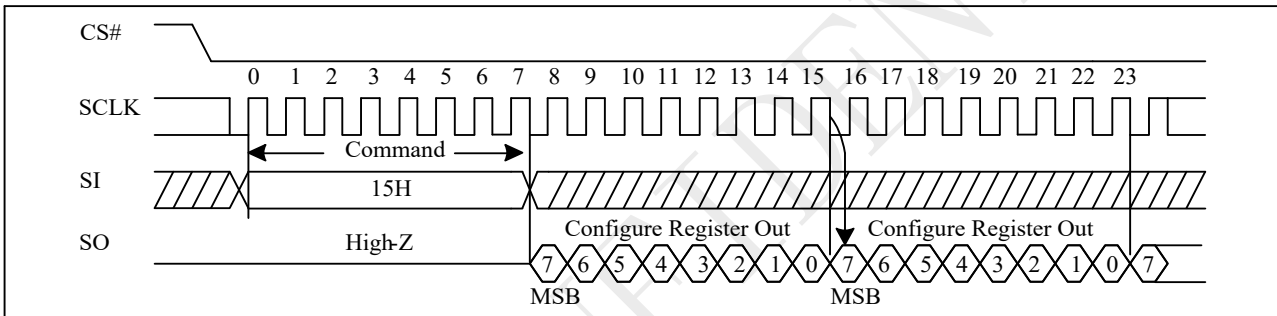 CS#
0 1 2 3 4 5 6 7 8 9 10 11 12 13 14 15 16 17 18 19 20 21 22 23
SCLK
Command
SI
15H
Configure Register Out Configure Register Out
SO
High-Z
7 6 5 4 3 2 1 0 7 6 5 4 3 2 1 0 7
MSB MSB